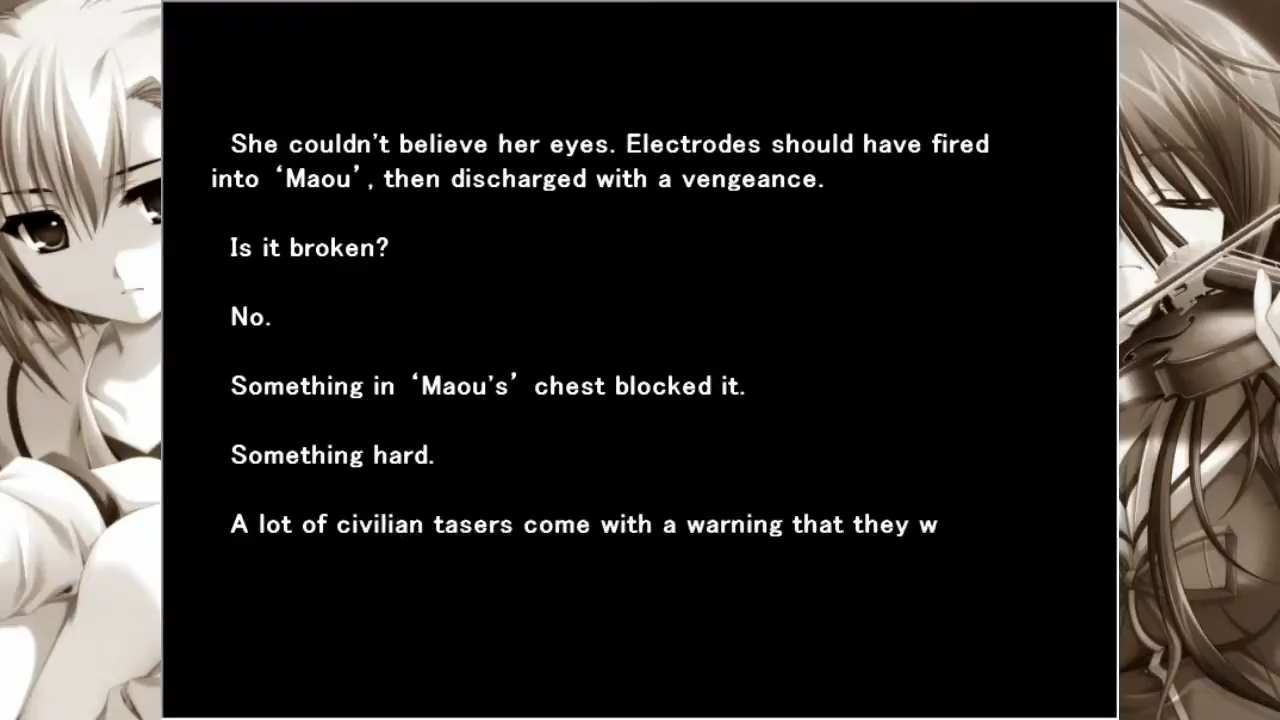 She couldn't believe her eyes. Electrodes should have fired
into ‘Maou’, then discharged with a vengeance.
Is it broken?
No.
Something in ‘Maou's’ chest blocked it.
Something hard.
A lot of civilian tasers come with a warning that they w